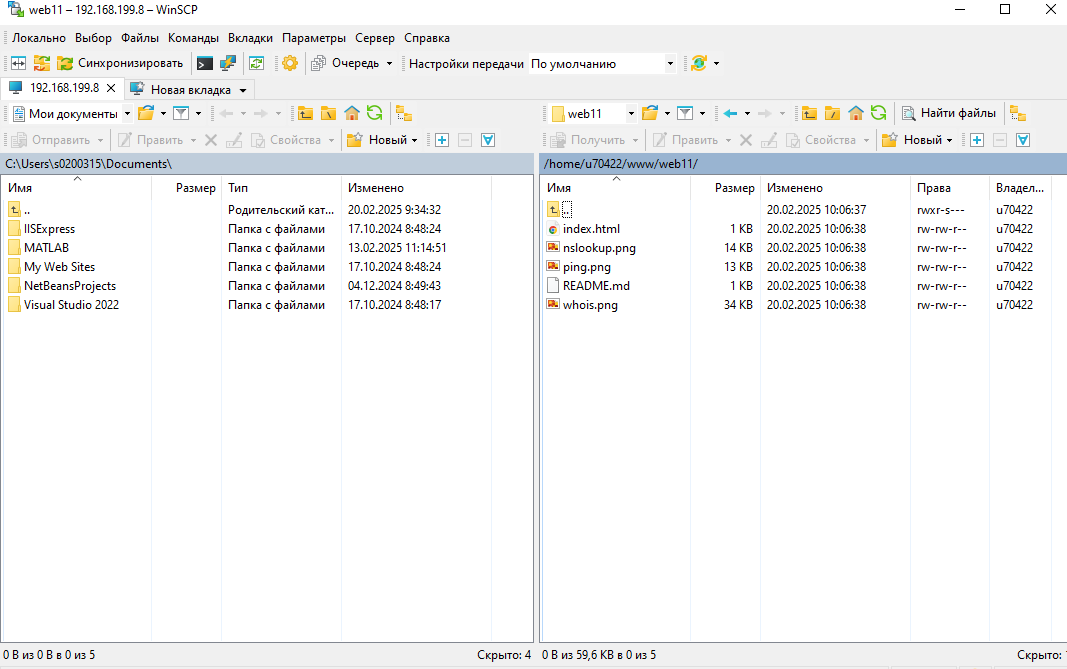 web11 – 192.168.199.8 – WinSCP
Локально Выбор Файлы Команды Вкладки Параметры Сервер Справка
Синхронизировать Очередь Настройки передачи По умолчанию
192.168.199.8 Новая вкладка
Мои документы
Отправить Править Свойства Новый
C:\Users\s0200315\Documents\
Имя Размер Тип Изменено
.. Родительский кат... 20.02.2025 9:34:32
IISExpress Папка с файлами 17.10.2024 8:48:24
MATLAB Папка с файлами 13.02.2025 11:14:51
My Web Sites Папка с файлами 17.10.2024 8:48:24
NetBeansProjects Папка с файлами 04.12.2024 8:49:43
Visual Studio 2022 Папка с файлами 17.10.2024 8:48:17
0 B из 0 B в 0 из 5 Скрыто: 4
web11 Найти файлы
Получить Править Свойства Новый
/home/u70422/www/web11/
Имя Размер Изменено Права Владел...
.. 20.02.2025 10:06:37 rwxr-s--- u70422
index.html 1 KB 20.02.2025 10:06:38 rw-rw-r-- u70422
nslookup.png 14 KB 20.02.2025 10:06:38 rw-rw-r-- u70422
ping.png 13 KB 20.02.2025 10:06:38 rw-rw-r-- u70422
README.md 1 KB 20.02.2025 10:06:38 rw-rw-r-- u70422
whois.png 34 KB 20.02.2025 10:06:38 rw-rw-r-- u70422
0 B из 59,6 KB в 0 из 5 Скрыто: